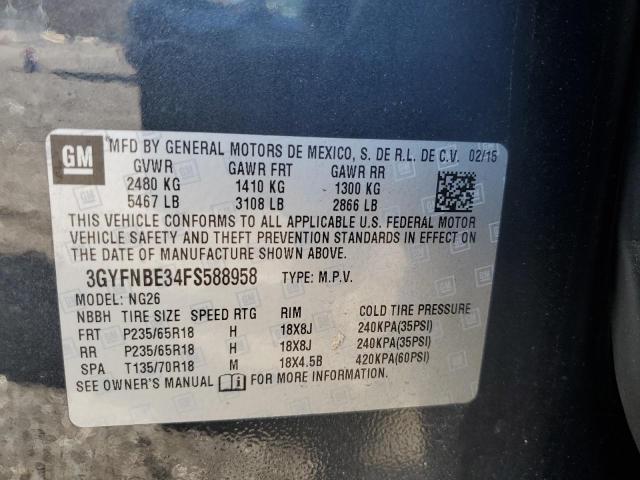 GM
MFD BY GENERAL MOTORS DE MEXICO, S. DE R.L. DE C.V. 02/15
GVWR GAWR FRT GAWR RR
2480 KG 1410 KG 1300 KG
5467 LB 3108 LB 2866 LB
THIS VEHICLE CONFORMS TO ALL APPLICABLE U.S. FEDERAL MOTOR
VEHICLE SAFETY AND THEFT PREVENTION STANDARDS IN EFFECT ON
THE DATE OF MANUFACTURE SHOWN ABOVE.
3GYFNBE34FS588958 TYPE: M.P.V.
MODEL: NG26
NBBH TIRE SIZE SPEED RTG RIM COLD TIRE PRESSURE
FRT P235/65R18 H 18X8J 240KPA(35PSI)
RR P235/65R18 H 18X8J 240KPA(35PSI)
SPA T135/70R18 M 18X4.5B 420KPA(60PSI)
SEE OWNER'S MANUAL FOR MORE INFORMATION.